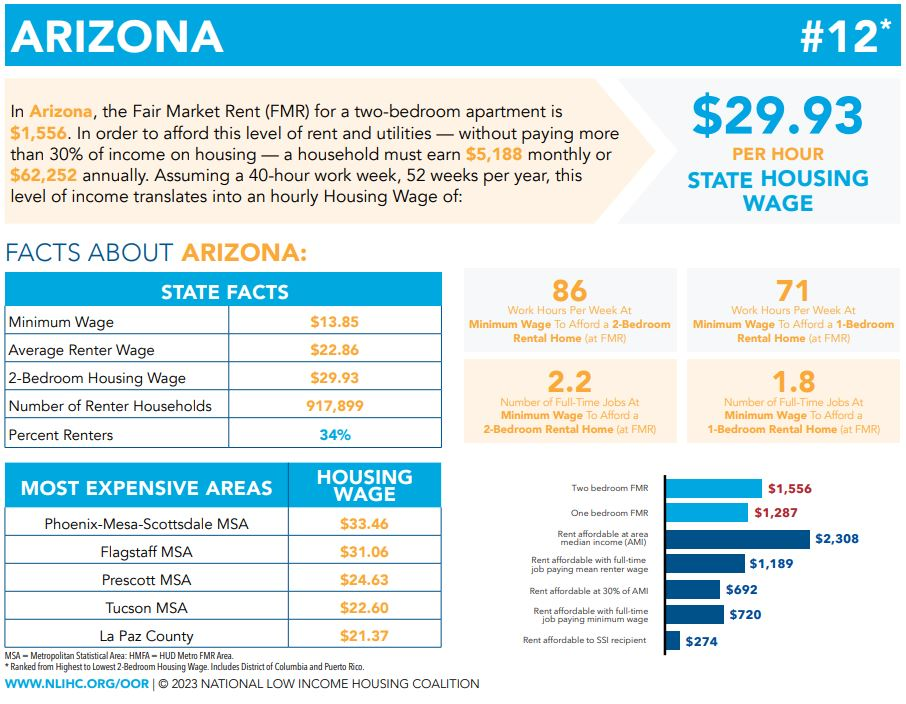 ARIZONA
#12*
In Arizona, the Fair Market Rent (FMR) for a two-bedroom apartment is
$1,556. In order to afford this level of rent and utilities — without paying more
than 30% of income on housing — a household must earn $5,188 monthly or
$62,252 annually. Assuming a 40-hour work week, 52 weeks per year, this
level of income translates into an hourly Housing Wage of:
$29.93
PER HOUR
STATE HOUSING
WAGE
FACTS ABOUT ARIZONA:
STATE FACTS
Minimum Wage $13.85
Average Renter Wage $22.86
2-Bedroom Housing Wage $29.93
Number of Renter Households 917,899
Percent Renters 34%
86
Work Hours Per Week At
Minimum Wage To Afford a 2-Bedroom
Rental Home (at FMR)
71
Work Hours Per Week At
Minimum Wage To Afford a 1-Bedroom
Rental Home (at FMR)
2.2
Number of Full-Time Jobs At
Minimum Wage To Afford a
2-Bedroom Rental Home (at FMR)
1.8
Number of Full-Time Jobs At
Minimum Wage To Afford a
1-Bedroom Rental Home (at FMR)
MOST EXPENSIVE AREAS
HOUSING
WAGE
Phoenix-Mesa-Scottsdale MSA $33.46
Flagstaff MSA $31.06
Prescott MSA $24.63
Tucson MSA $22.60
La Paz County $21.37
Two bedroom FMR $1,556
One bedroom FMR $1,287
Rent affordable at area
median income (AMI) $2,308
Rent affordable with full-time
job paying mean renter wage $1,189
Rent affordable at 30% of AMI $692
Rent affordable with full-time
job paying minimum wage $720
Rent affordable to SSI recipient $274
MSA = Metropolitan Statistical Area: HMFA = HUD Metro FMR Area.
* Ranked from Highest to Lowest 2-Bedroom Housing Wage. Includes District of Columbia and Puerto Rico.
WWW.NLIHC.ORG/OOR | © 2023 NATIONAL LOW INCOME HOUSING COALITION